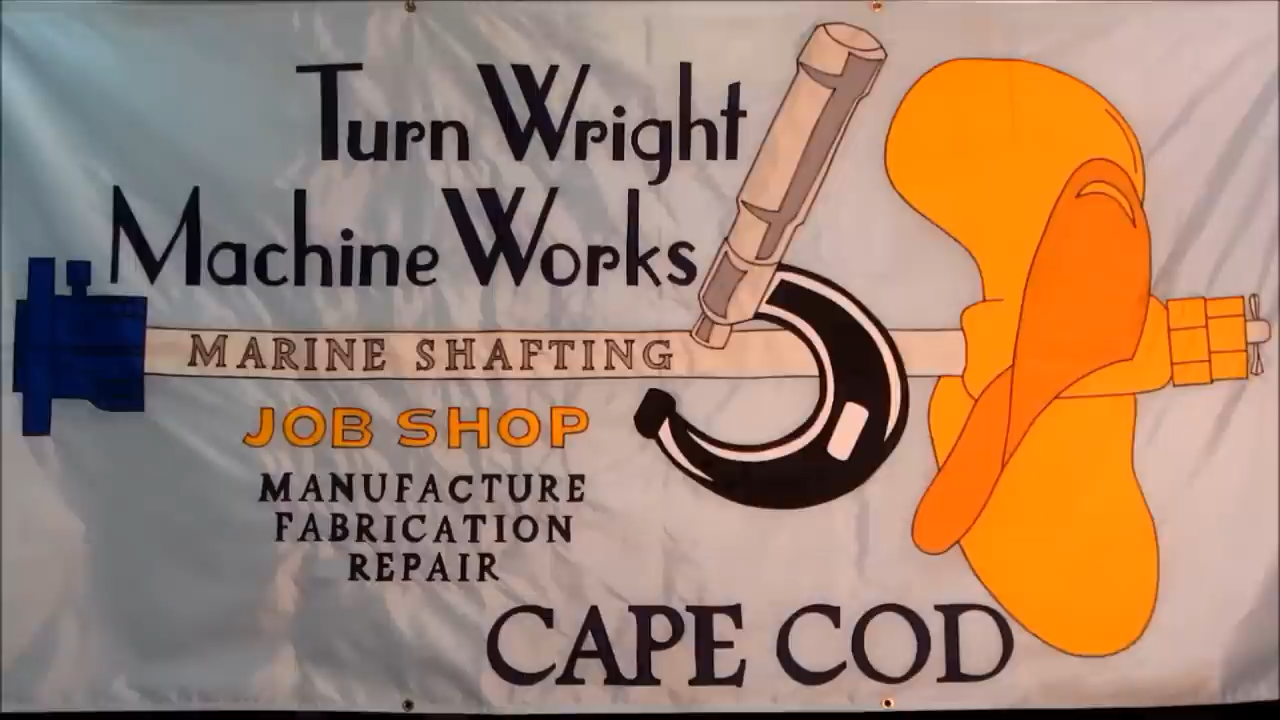 Turn Wright
Machine Works
MARINE SHAFTING
JOB SHOP
MANUFACTURE
FABRICATION
REPAIR
CAPE COD